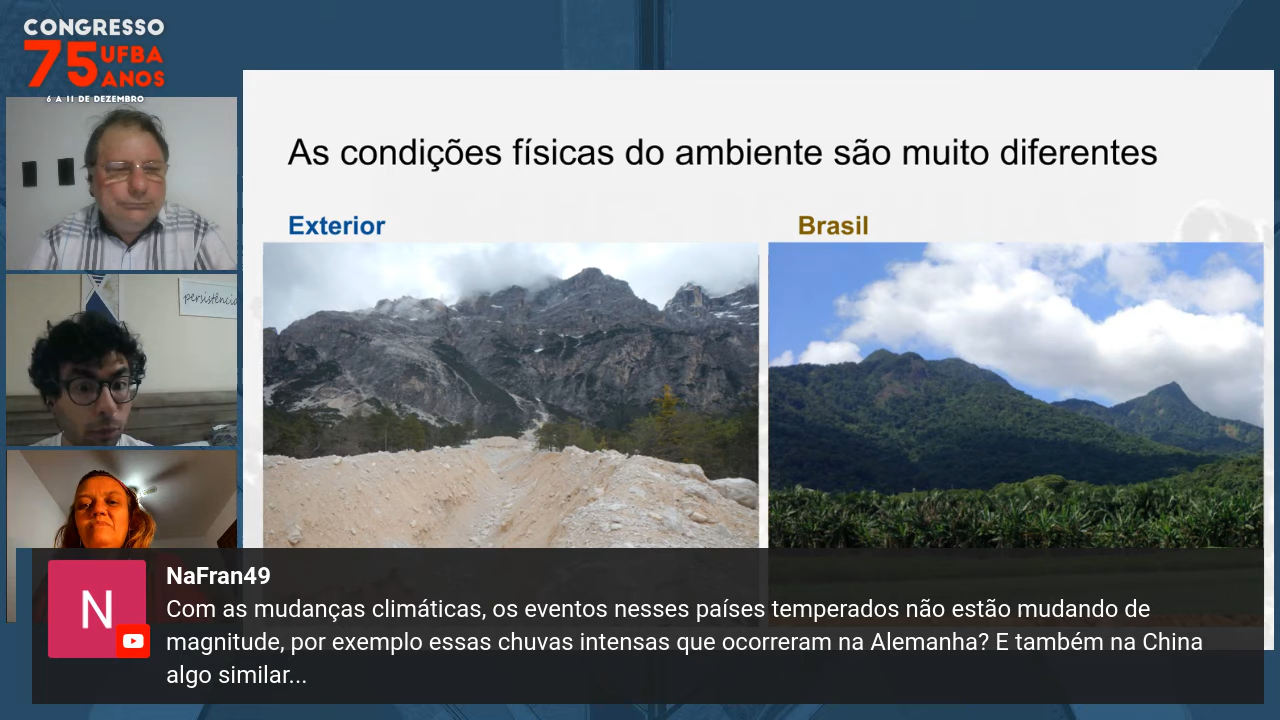 CONGRESSO
75 UFBA
ANOS
6 A 11 DE DEZEMBRO
persistência
As condições físicas do ambiente são muito diferentes
Exterior
Brasil
N
NaFran49
Com as mudanças climáticas, os eventos nesses países temperados não estão mudando de
magnitude, por exemplo essas chuvas intensas que ocorreram na Alemanha? E também na China
algo similar...